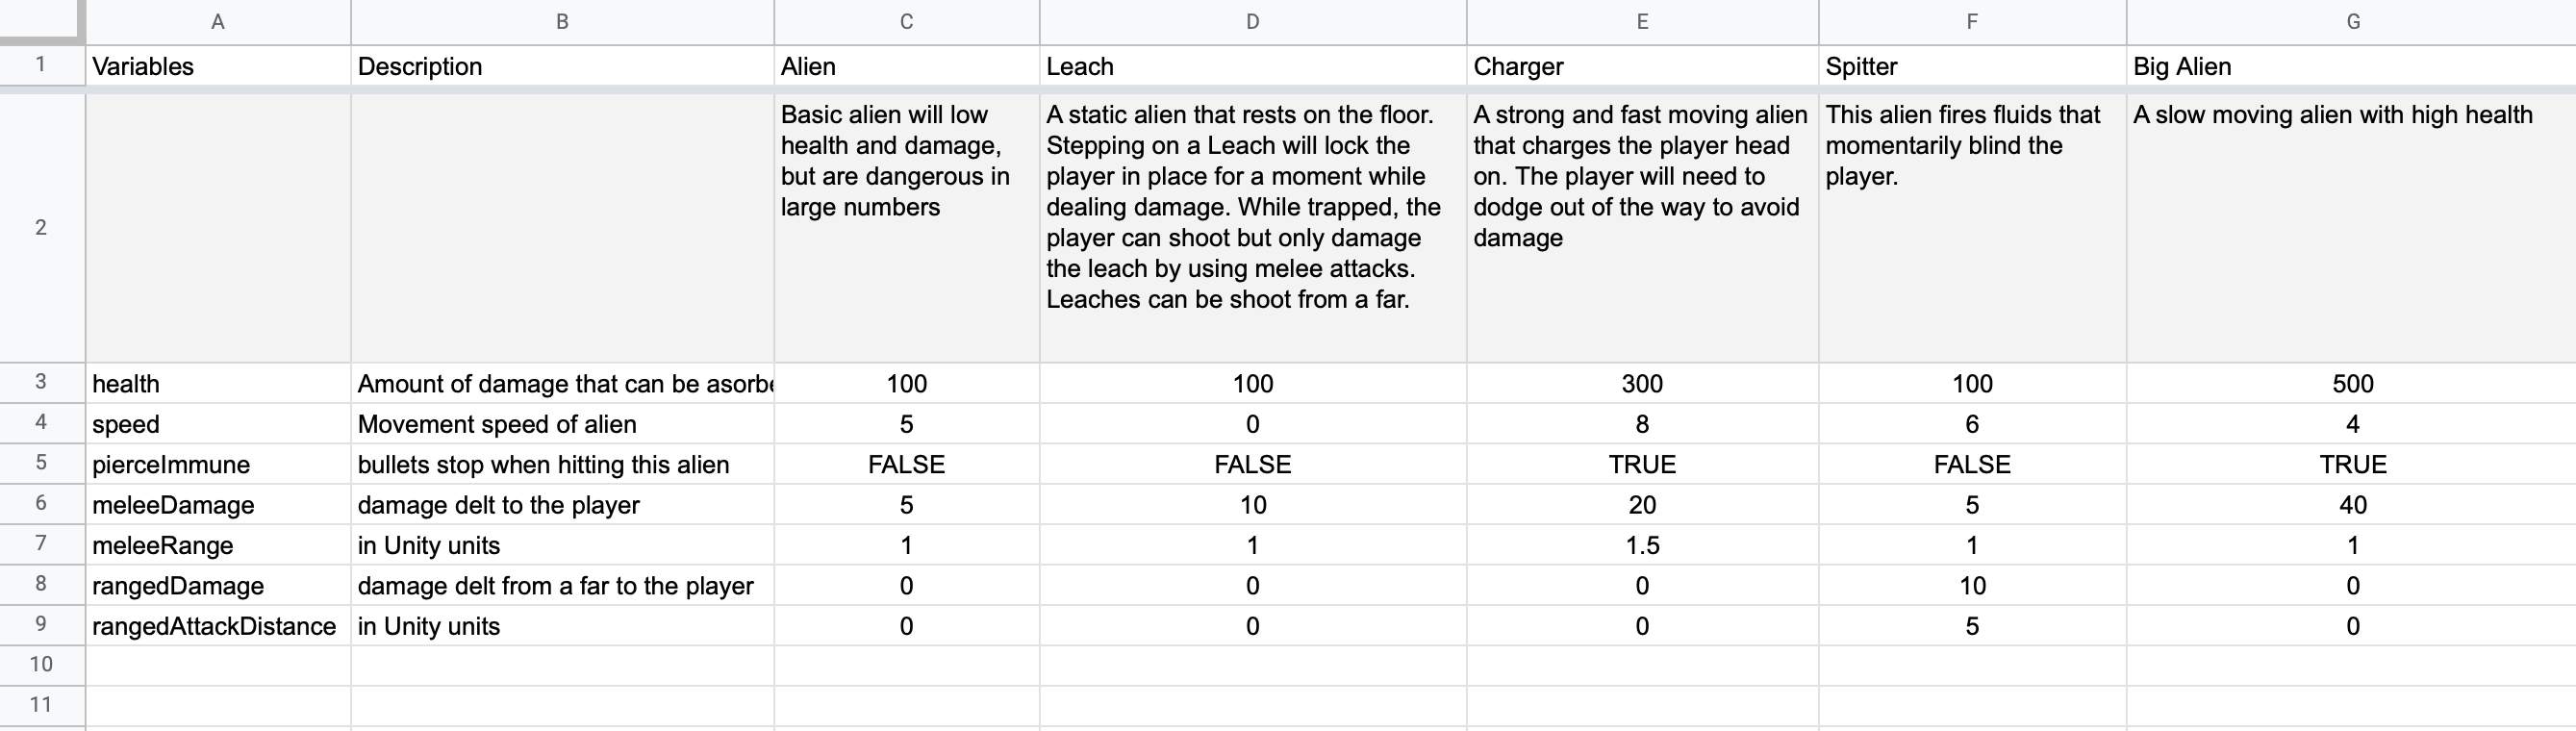 A B C D E F G
1 Variables Description Alien Leach Charger Spitter Big Alien
2
Basic alien will low
health and damage,
but are dangerous in
large numbers
A static alien that rests on the floor.
Stepping on a Leach will lock the
player in place for a moment while
dealing damage. While trapped, the
player can shoot but only damage
the leach by using melee attacks.
Leaches can be shoot from a far.
A strong and fast moving alien
that charges the player head
on. The player will need to
dodge out of the way to avoid
damage
This alien fires fluids that
momentarily blind the
player.
A slow moving alien with high health
3 health Amount of damage that can be asorbe 100 100 300 100 500
4 speed Movement speed of alien 5 0 8 6 4
5 pierceImmune bullets stop when hitting this alien FALSE FALSE TRUE FALSE TRUE
6 meleeDamage damage delt to the player 5 10 20 5 40
7 meleeRange in Unity units 1 1 1.5 1 1
8 rangedDamage damage delt from a far to the player 0 0 0 10 0
9 rangedAttackDistance in Unity units 0 0 0 5 0
10
11